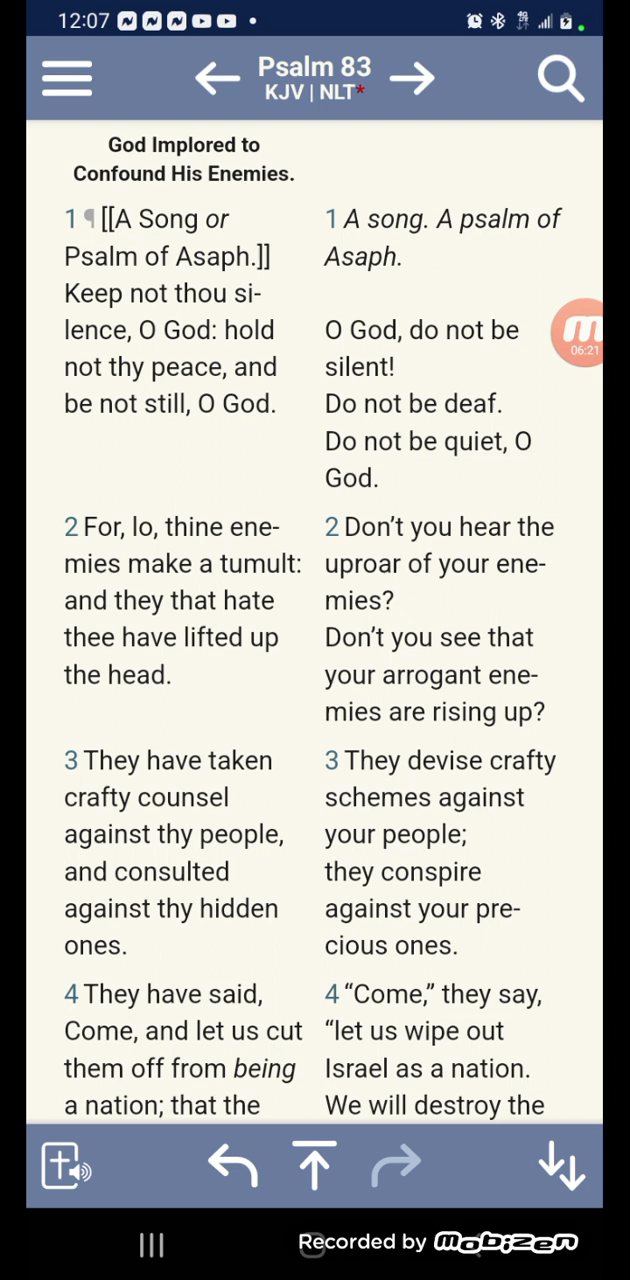 12:07
Psalm 83
KJV | NLT*
God Implored to
Confound His Enemies.
1 ¶ [[A Song or
Psalm of Asaph.]]
Keep not thou si-
lence, O God: hold
not thy peace, and
be not still, O God.
1 A song. A psalm of
Asaph.
O God, do not be
silent!
Do not be deaf.
Do not be quiet, O
God.
06:21
2 For, lo, thine ene-
mies make a tumult:
and they that hate
thee have lifted up
the head.
2 Don’t you hear the
uproar of your ene-
mies?
Don’t you see that
your arrogant ene-
mies are rising up?
3 They have taken
crafty counsel
against thy people,
and consulted
against thy hidden
ones.
3 They devise crafty
schemes against
your people;
they conspire
against your pre-
cious ones.
4 They have said,
Come, and let us cut
them off from being
a nation; that the
4 “Come,” they say,
“let us wipe out
Israel as a nation.
We will destroy the
Recorded by Mobizen